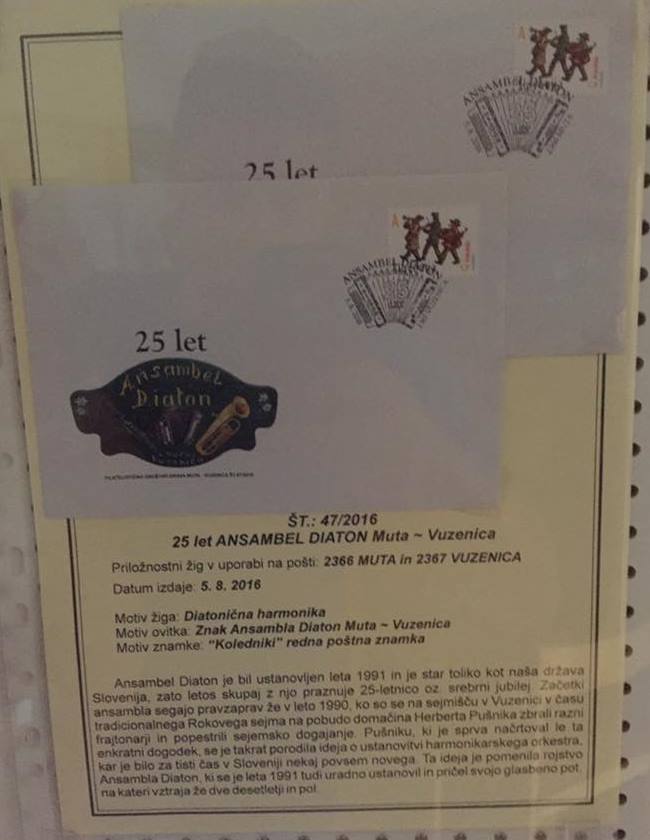 A
ANSAMBEL DIATON
25
LET
25 let
A
ANSAMBEL DIATON
25
LET
25 let
Ansambel
Diaton
ŠT.: 47/2016
25 let ANSAMBEL DIATON Muta ~ Vuzenica
Priložnostni žig v uporabi na pošti: 2366 MUTA in 2367 VUZENICA
Datum izdaje: 5. 8. 2016
Motiv žiga: Diatonična harmonika
Motiv ovitka: Znak Ansambla Diaton Muta ~ Vuzenica
Motiv znamke: "Koledniki" redna poštna znamka
Ansambel Diaton je bil ustanovljen leta 1991 in je star toliko kot naša država
Slovenija, zato letos skupaj z njo praznuje 25-letnico oz. srebrni jubilej. Začetki
ansambla segajo pravzaprav že v leto 1990, ko so se na sejmišču v Vuzenici v času
tradicionalnega Rokovega sejma na pobudo domačina Herberta Pušnika zbrali razni
frajtonarji in popestrili sejemsko dogajanje. Pušniku, ki je sprva načrtoval le ta
enkratni dogodek, se je takrat porodila ideja o ustanovitvi harmonikarskega orkestra,
kar je bilo za tisti čas v Sloveniji nekaj povsem novega. Ta ideja je pomenila rojstvo
Ansambla Diaton, ki se je leta 1991 tudi uradno ustanovil in pričel svojo glasbeno pot,
na kateri vztraja že dve desetletji in pol.